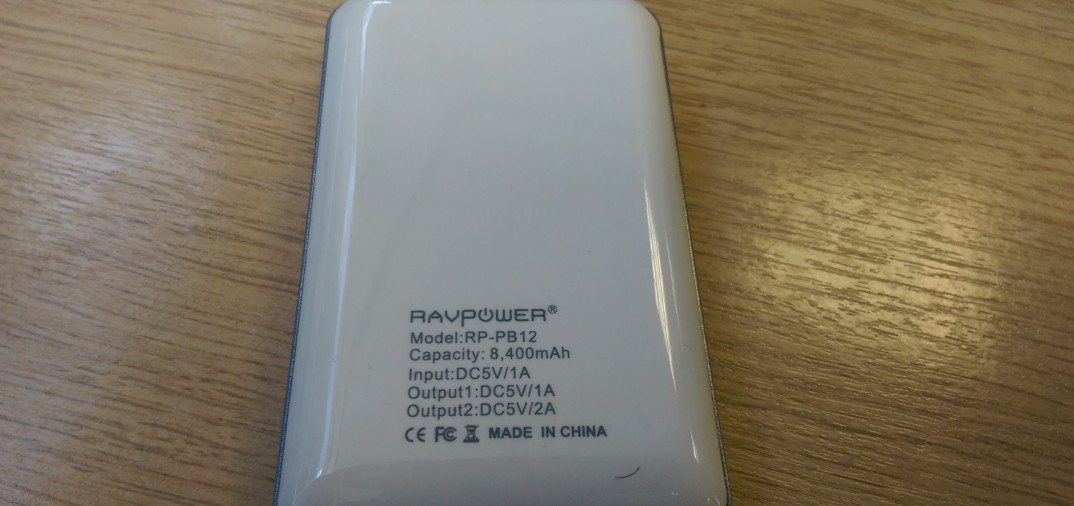 RAVPOWER®
Model:RP-PB12
Capacity: 8,400mAh
Input:DC5V/1A
Output1:DC5V/1A
Output2:DC5V/2A
CE FC MADE IN CHINA